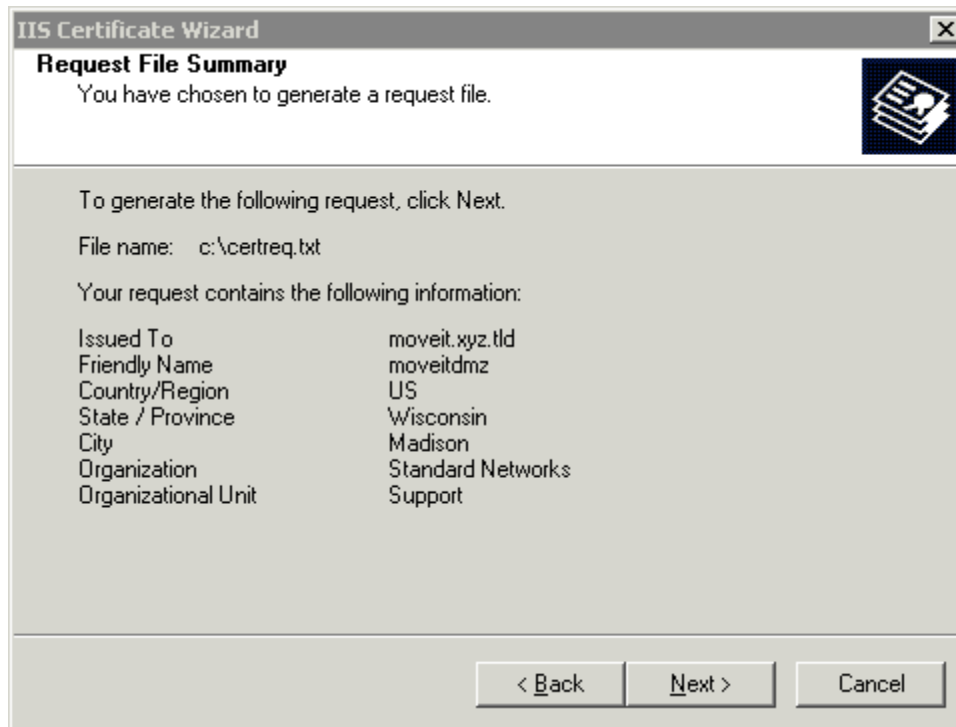 IIS Certificate Wizard
Request File Summary
You have chosen to generate a request file.
To generate the following request, click Next.
File name: c:\certreq.txt
Your request contains the following information:
Issued To moveit.xyz.tld
Friendly Name moveitdmz
Country/Region US
State / Province Wisconsin
City Madison
Organization Standard Networks
Organizational Unit Support
< Back Next > Cancel